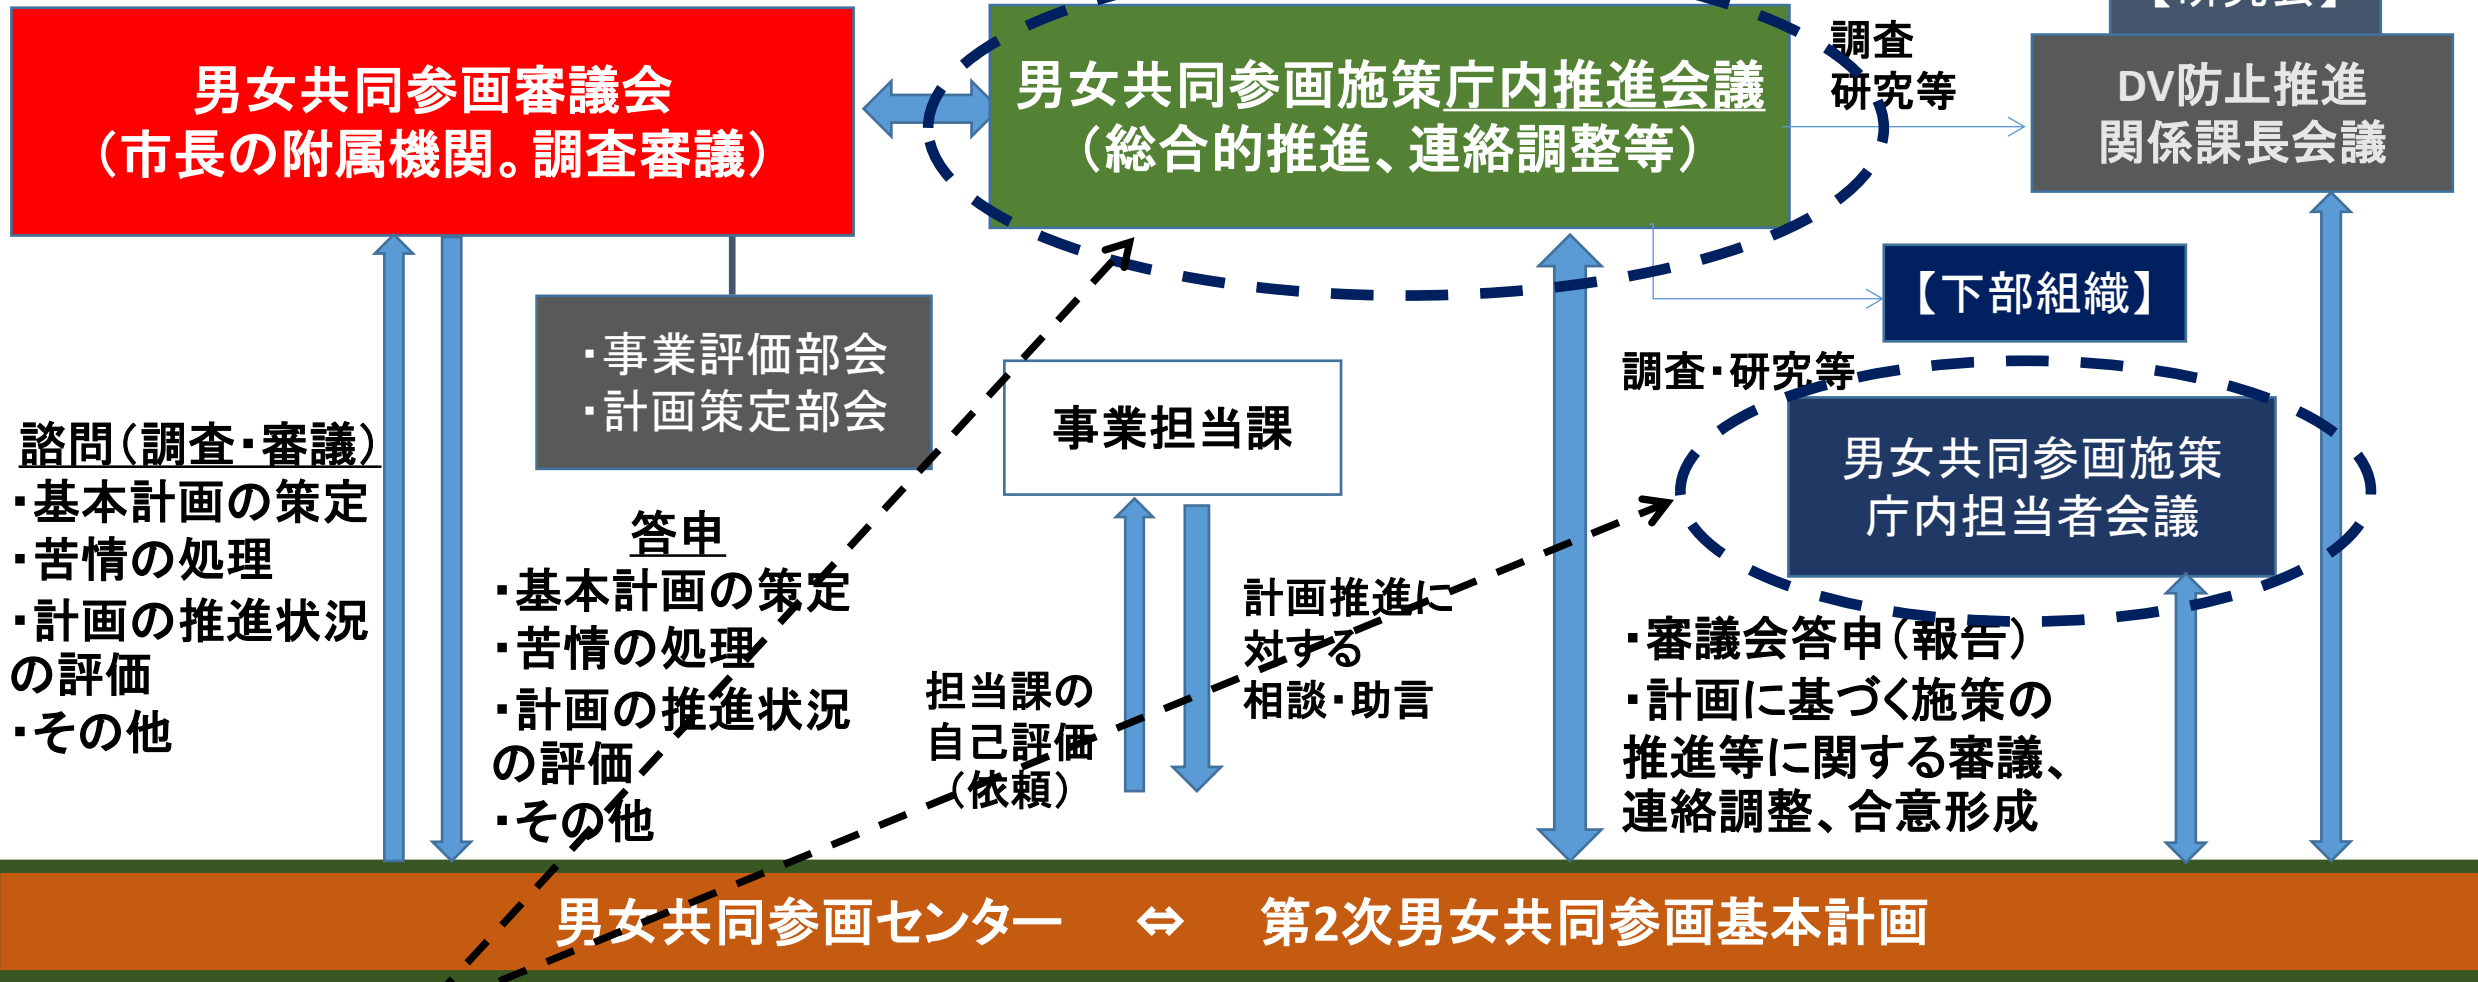 男女共同参画審議会
（市長の附属機関。調査審議）
男女共同参画施策庁内推進会議
（総合的推進、連絡調整等）
調査
研究等
【研究会】
DV防止推進
関係課長会議
【下部組織】
・事業評価部会
・計画策定部会
事業担当課
調査・研究等
男女共同参画施策
庁内担当者会議
諮問（調査・審議）
・基本計画の策定
・苦情の処理
・計画の推進状況
の評価
・その他
答申
・基本計画の策定
・苦情の処理
・計画の推進状況
の評価
・その他
担当課の
自己評価
（依頼）
計画推進に
対する
相談・助言
・審議会答申（報告）
・計画に基づく施策の
推進等に関する審議、
連絡調整、合意形成
男女共同参画センター ⇔ 第2次男女共同参画基本計画